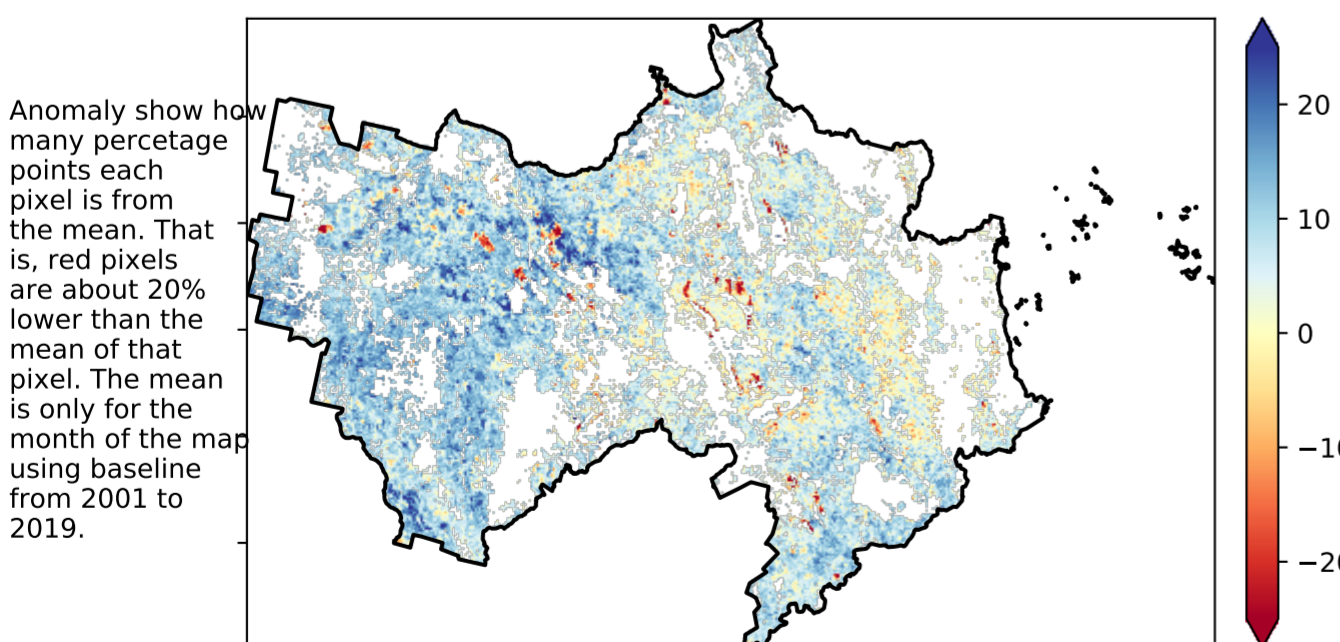 Anomaly show how
many percetage
points each
pixel is from
the mean. That
is, red pixels
are about 20%
lower than the
mean of that
pixel. The mean
is only for the
month of the map
using baseline
from 2001 to
2019.
20
10
0
−10
−20